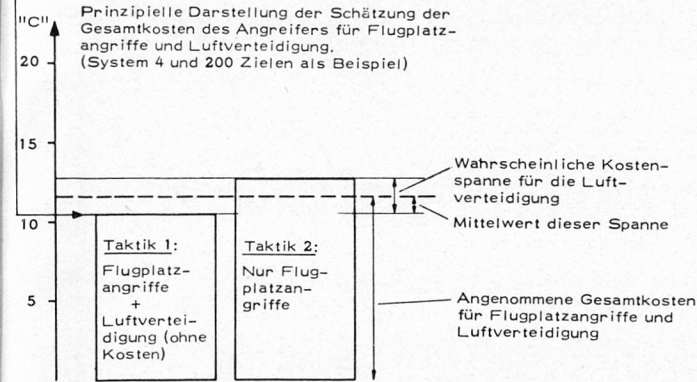 "C"
Prinzipielle Darstellung der Schätzung der
Gesamtkosten des Angreifers für Flugplatz-
angriffe und Luftverteidigung.
(System 4 und 200 Zielen als Beispiel)
20
15
10
5
Wahrscheinliche Kosten-
spanne für die Luft-
verteidigung
Mittelwert dieser Spanne
Taktik 1:
Flugplatz-
angriffe
+
Luftvertei-
digung (ohne
Kosten)
Taktik 2:
Nur Flug-
platzan-
griffe
Angenommene Gesamtkosten
für Flugplatzangriffe und
Luftverteidigung